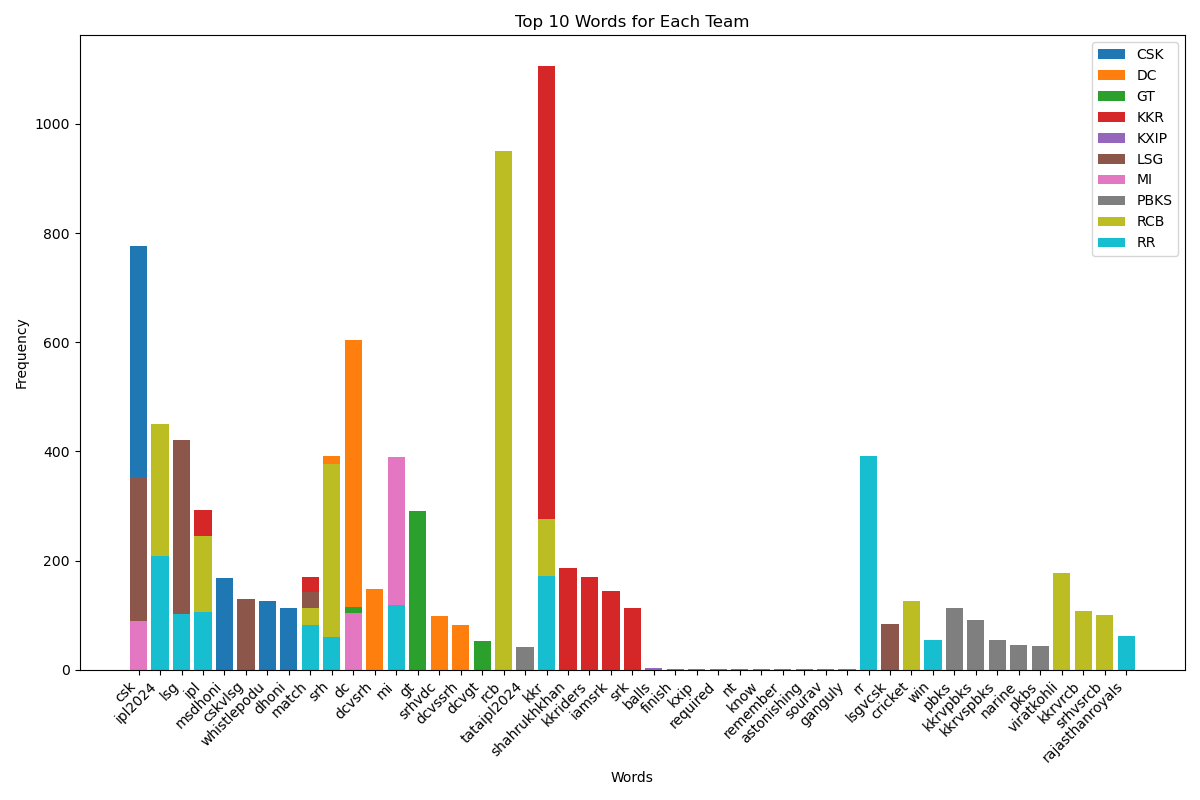 Top 10 Words for Each Team
CSK
DC
GT
KKR
KXIP
LSG
MI
PBKS
RCB
RR
Frequency
1000
800
600
400
200
0
csk
ipl2024
lsg
ipl
msdhoni
cskvlsg
whistlepodu
dhoni
match
srh
dc
dcvsrh
mi
gt
srhvdc
dcvssrh
dcvgt
rcb
tataipl2024
kkr
shahrukhkhan
kkriders
iamsrk
srk
balls
finish
kxip
required
nt
know
remember
astonishing
sourav
ganguly
rr
lsgvcsk
cricket
win
pbks
kkrvpbks
kkrvspbks
narine
pkbs
viratkohli
kkrvrcb
srhvsrcb
rajasthanroyals
Words